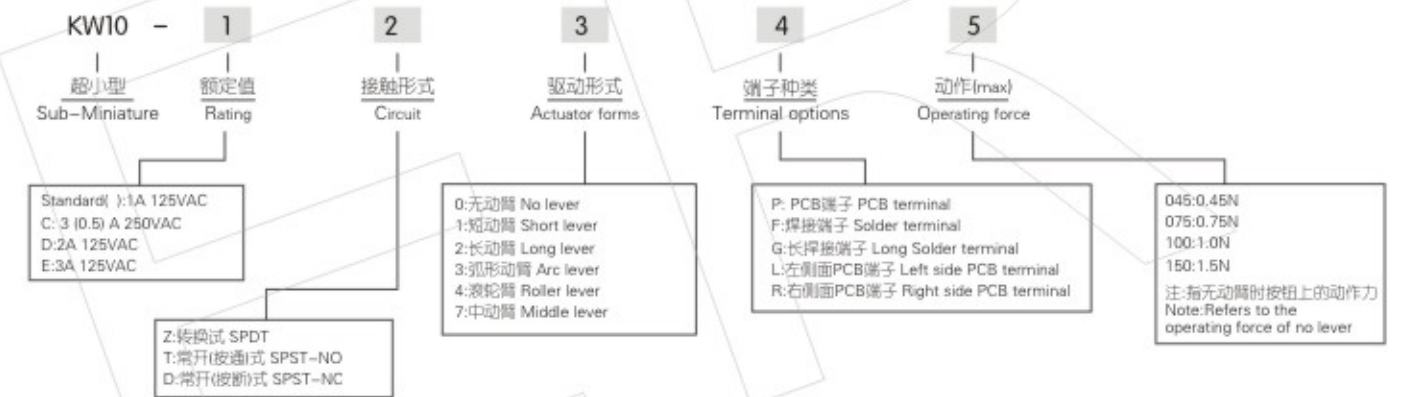 KW10 - 1 2 3 4 5
超小型 额定值 接触形式 驱动形式 端子种类 动作(max)
Sub-Miniature Rating Circuit Actuator forms Terminal options Operating force
Standard( ):1A 125VAC
C: 3 (0.5) A 250VAC
D:2A 125VAC
E:3A 125VAC
Z:转换试 SPDT
T:常开(按通)式 SPST-NO
D:常开(按断)式 SPST-NC
0:无动臂 No lever
1:短动臂 Short lever
2:长动臂 Long lever
3:弧形动臂 Arc lever
4:滚轮臂 Roller lever
7:中动臂 Middle lever
P: PCB端子 PCB terminal
F:焊接端子 Solder terminal
G:长焊接端子 Long Solder terminal
L:左侧面PCB端子 Left side PCB terminal
R:右侧面PCB端子 Right side PCB terminal
045:0.45N
075:0.75N
100:1.0N
150:1.5N
注:指无动臂时按钮上的动作力
Note:Refers to the
operating force of no lever